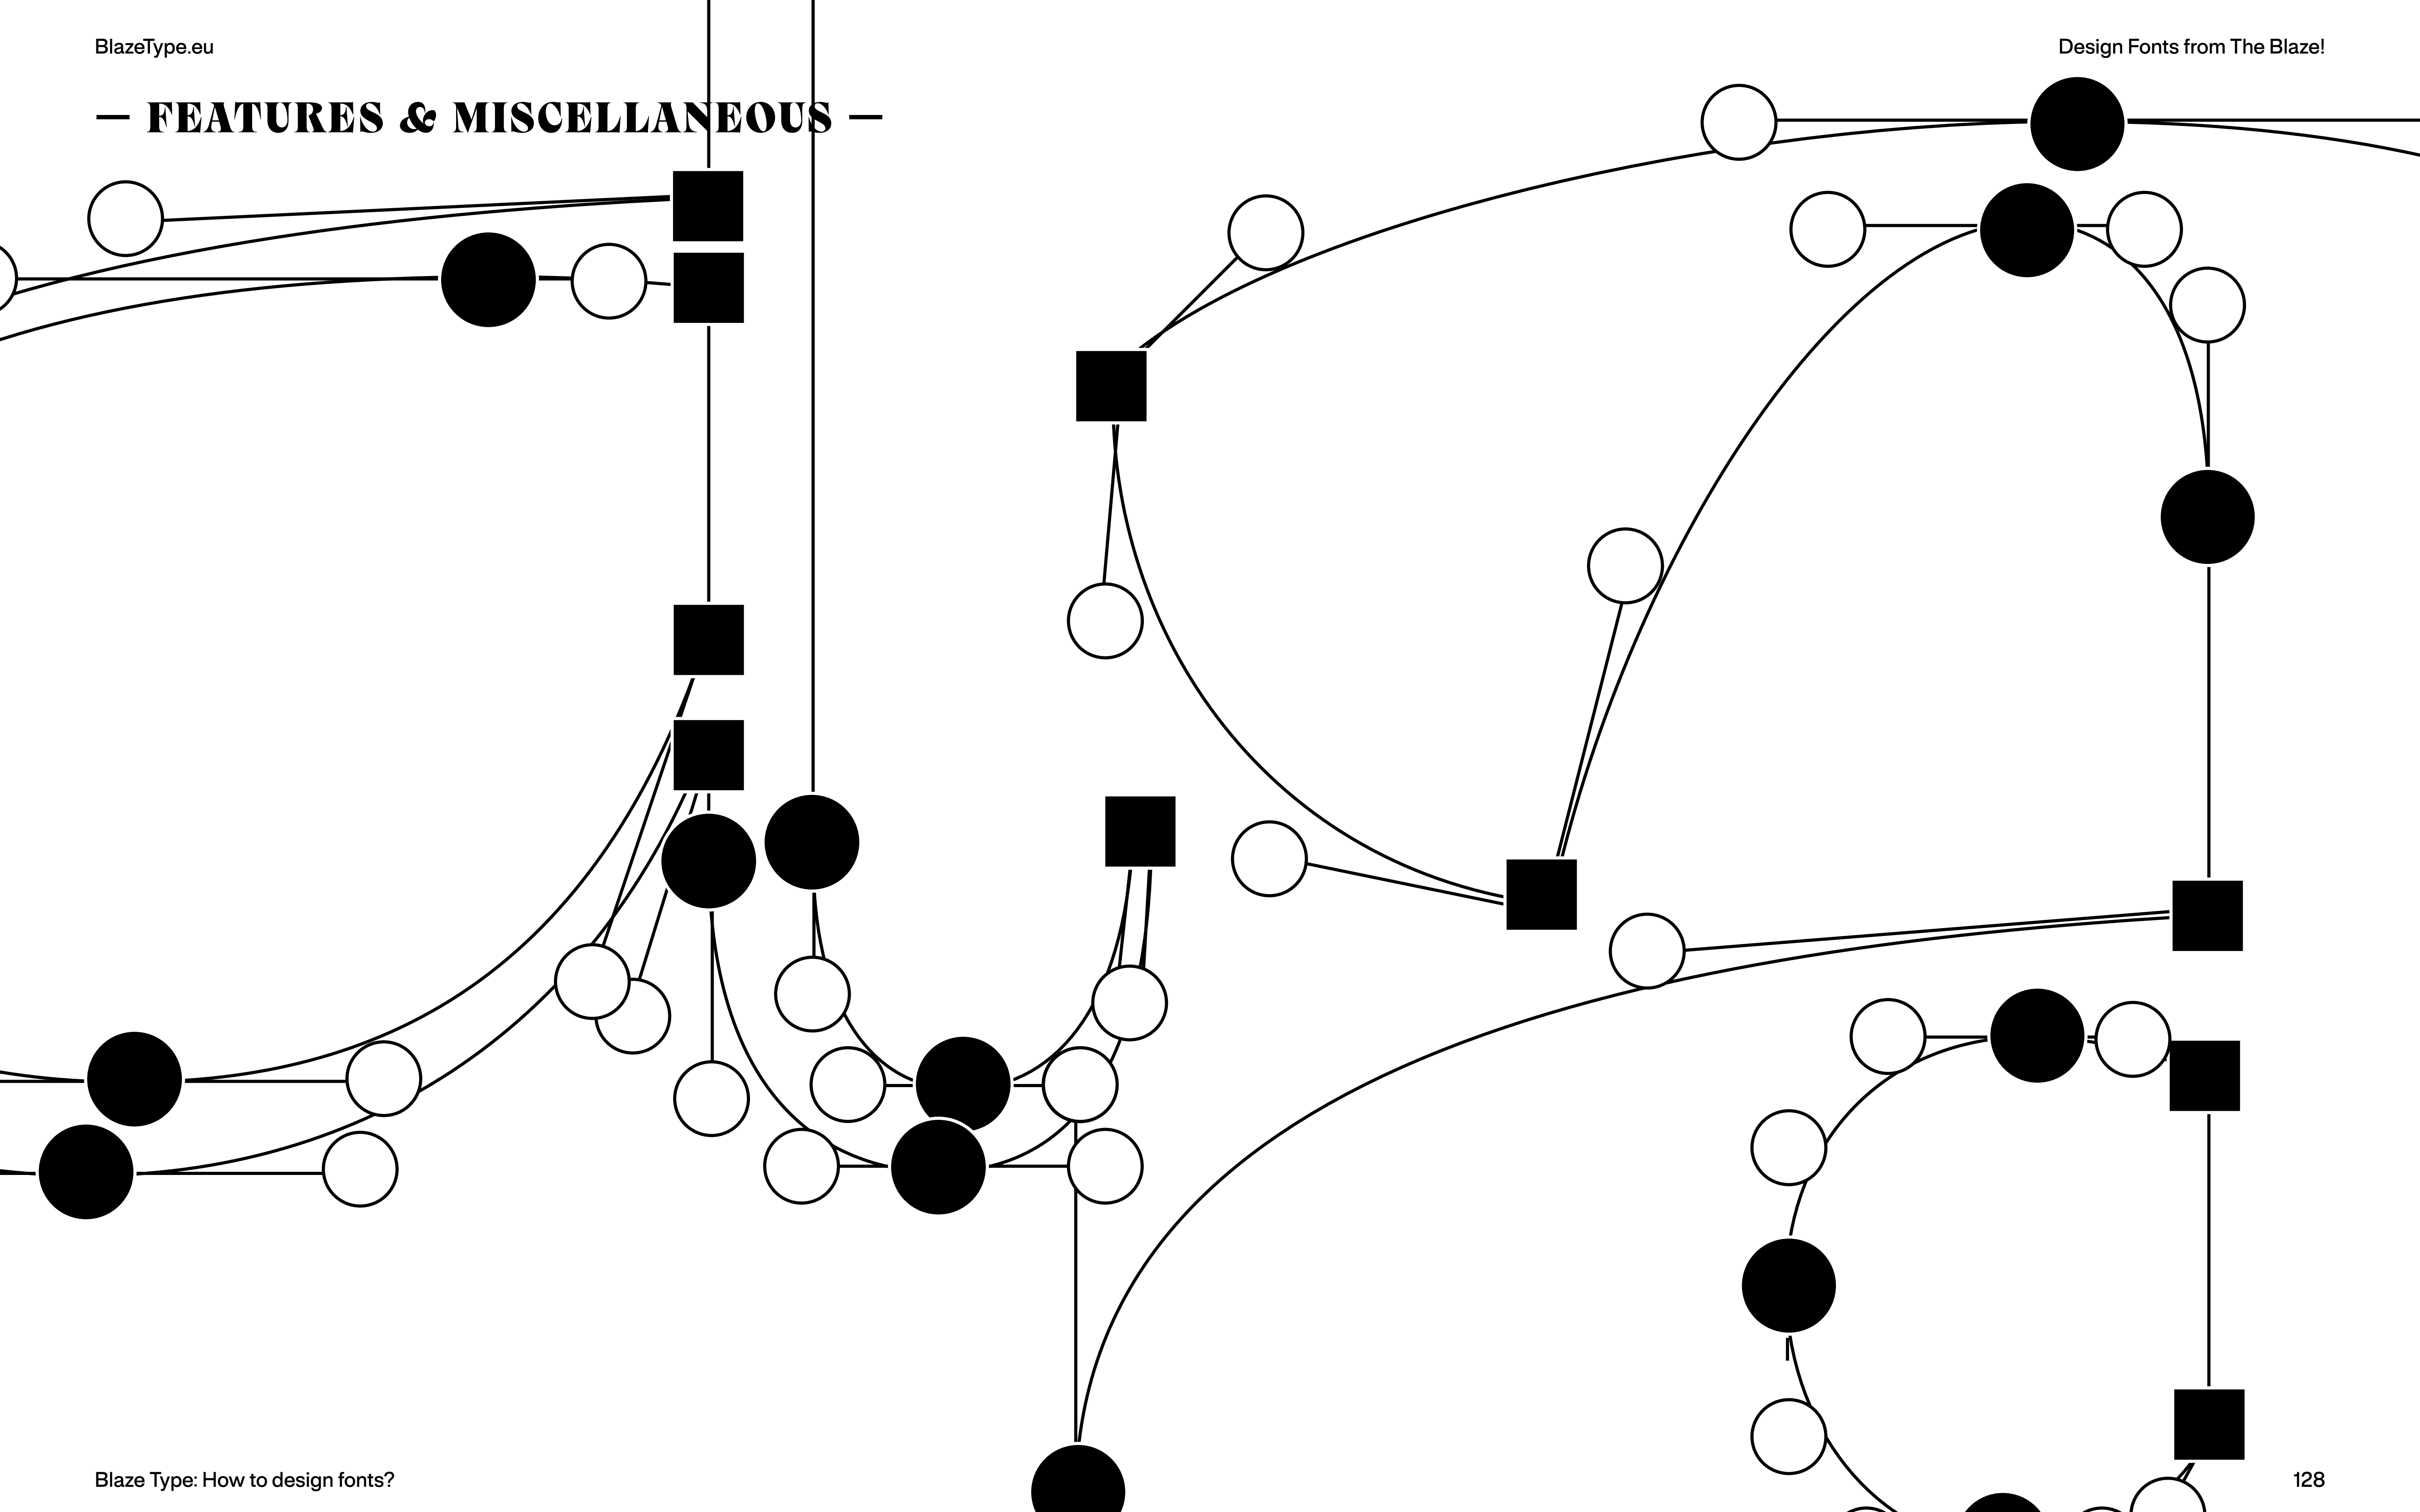 BlazeType.eu
Design Fonts from The Blaze!
— FEATURES & MISCELLANEOUS —
Blaze Type: How to design fonts?
128